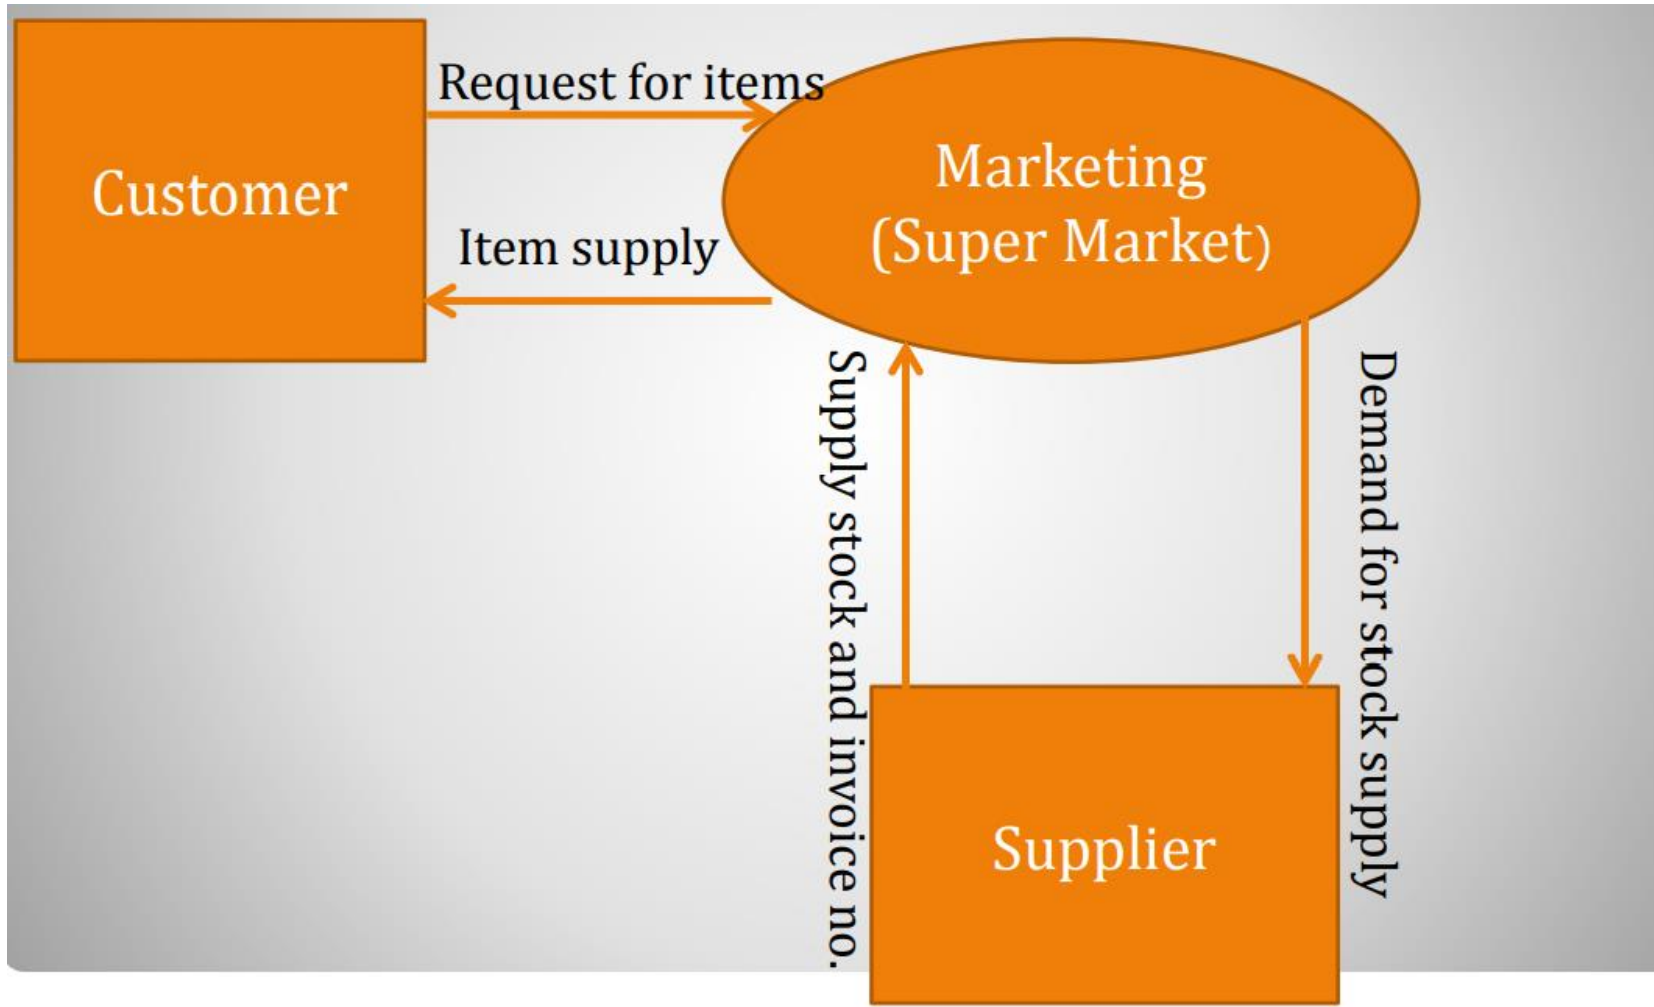 Request for items
Customer
Marketing
(Super Market)
Item supply
Supply stock and invoice no.
Demand for stock supply
Supplier